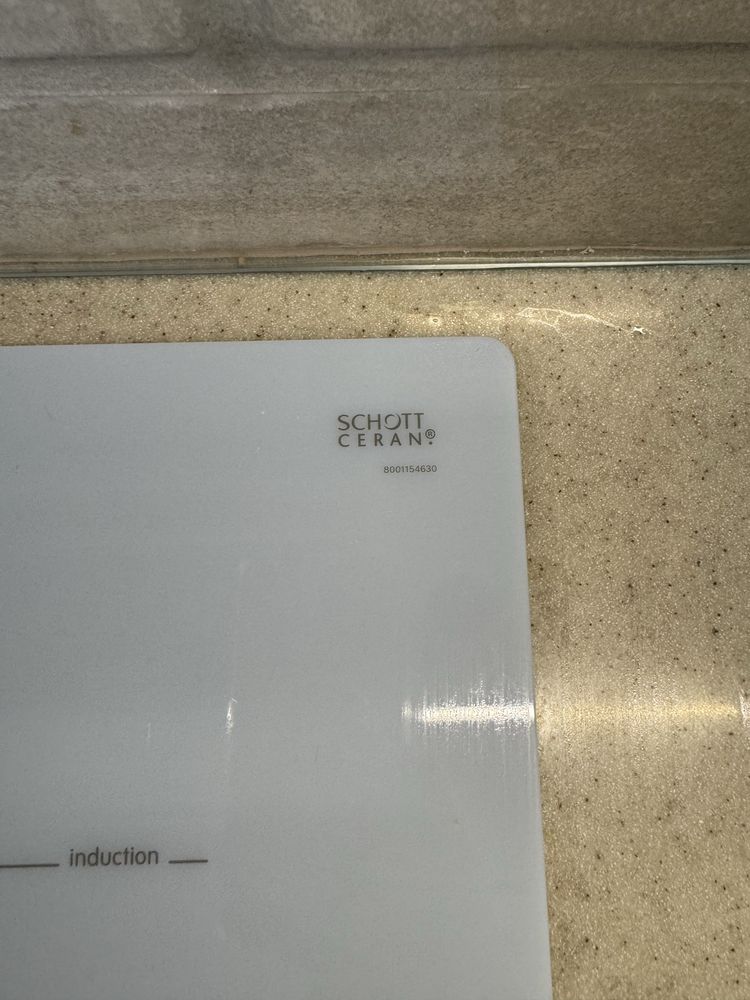 SCHOTT
CERAN®
8001154630
induction